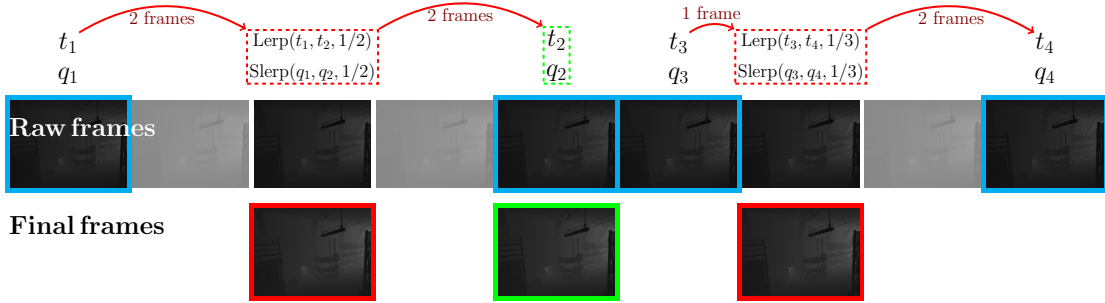 2 frames 2 frames 1 frame 2 frames
t₁ Lerp(t₁, t₂, 1/2) t₂ t₃ Lerp(t₃, t₄, 1/3) t₄
q₁ Slerp(q₁, q₂, 1/2) q₂ q₃ Slerp(q₃, q₄, 1/3) q₄
Raw frames
Final frames